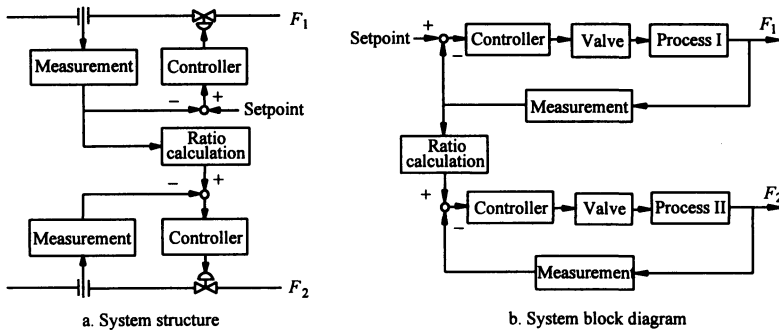 F₁
Measurement
Controller
−
+
Setpoint
Ratio
calculation
−
+
Measurement
Controller
F₂
a. System structure
+
Setpoint
−
Controller
Valve
Process I
F₁
Measurement
Ratio
calculation
+
−
Controller
Valve
Process II
F₂
Measurement
b. System block diagram